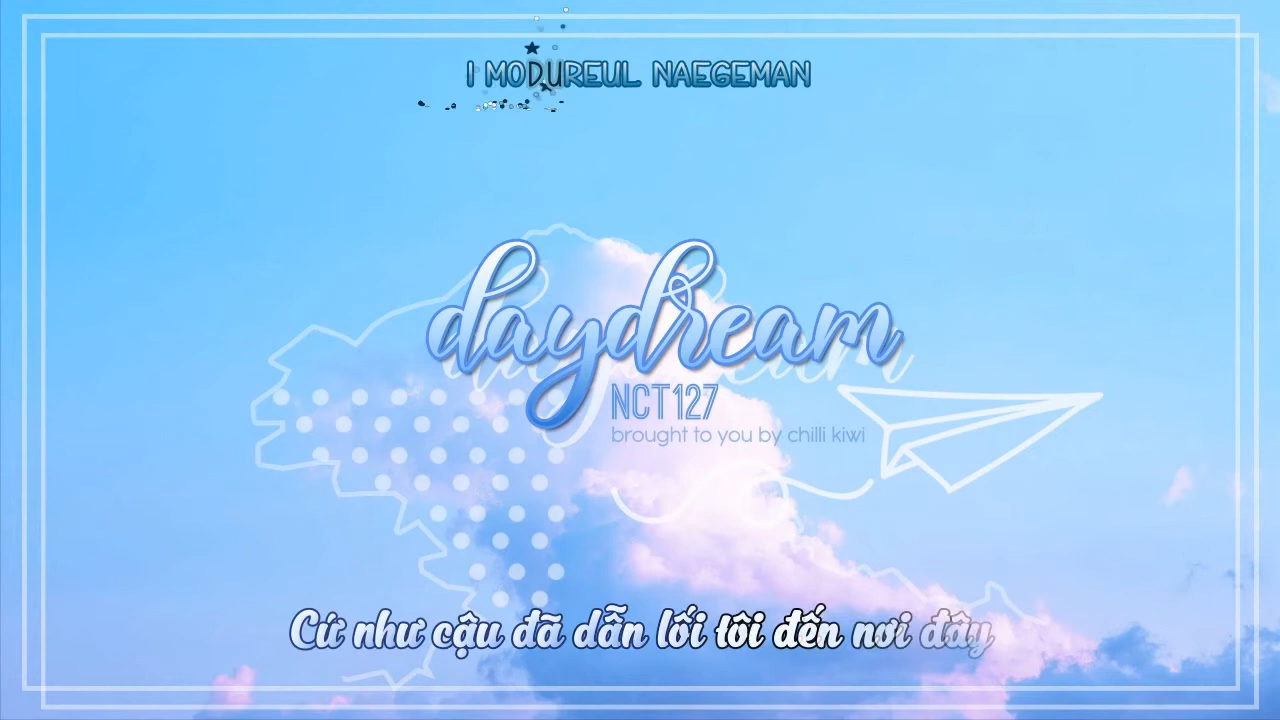 I MODUREUL NAEGEMAN
daydream
NCT127
brought to you by chilli kiwi
Cứ như cậu đã dẫn lối tôi đến nơi đây